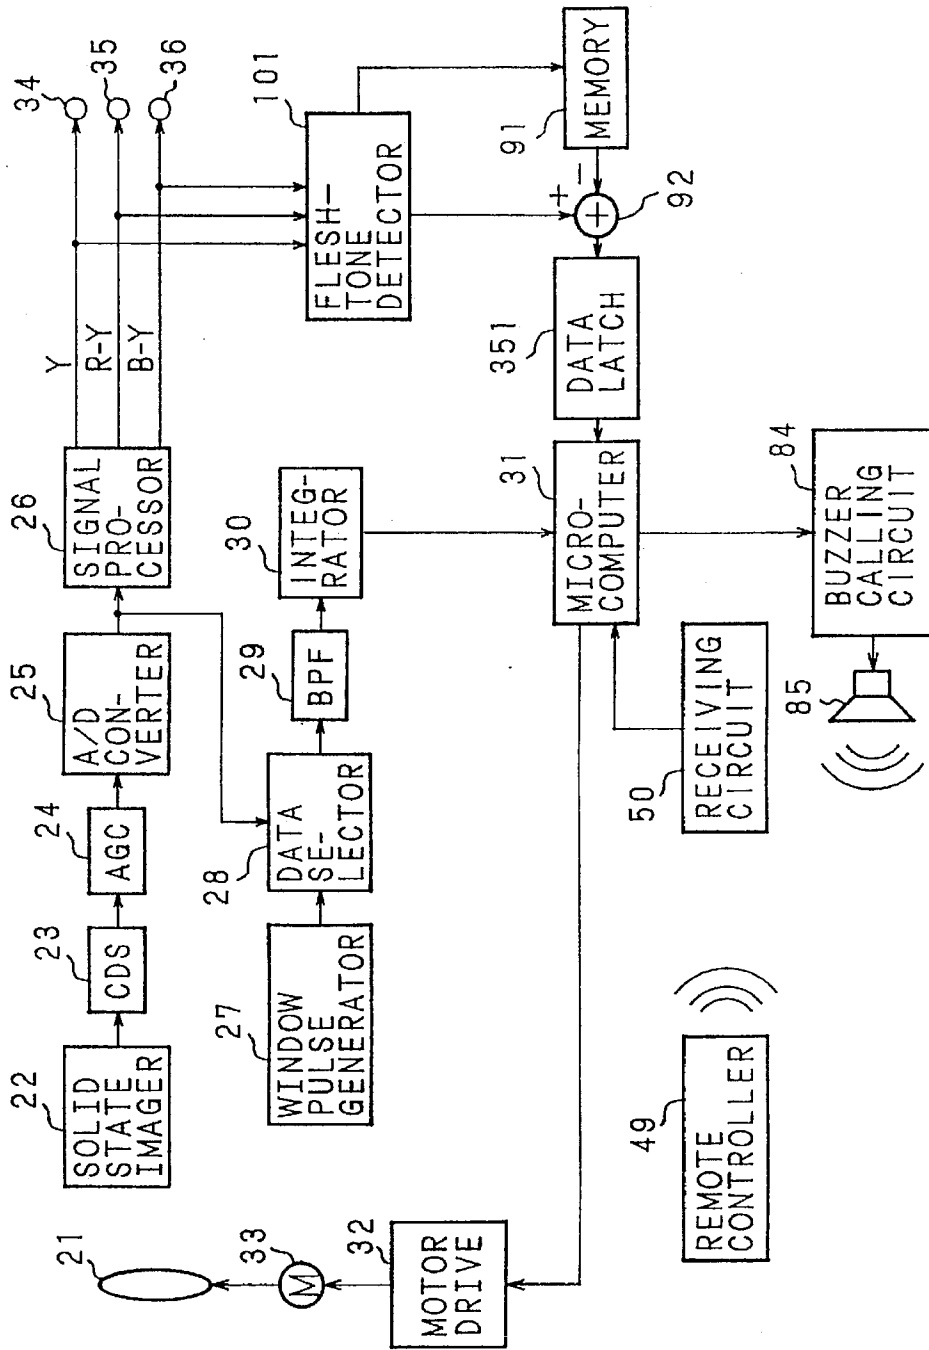 34
35
36
Y
R-Y
B-Y
26
SIGNAL
PRO-
CESSOR
25
A/D
CON-
VERTER
24
AGC
23
CDS
22
SOLID
STATE
IMAGER
21
33
M
32
MOTOR
DRIVE
27
WINDOW
PULSE
GENERATOR
28
DATA
SE-
LECTOR
29
BPF
30
INTEG-
RATOR
101
FLESH-
TONE
DETECTOR
91
MEMORY
+
-
+
92
351
DATA
LATCH
31
MICRO-
COMPUTER
50
RECEIVING
CIRCUIT
49
REMOTE
CONTROLLER
84
BUZZER
CALLING
CIRCUIT
85